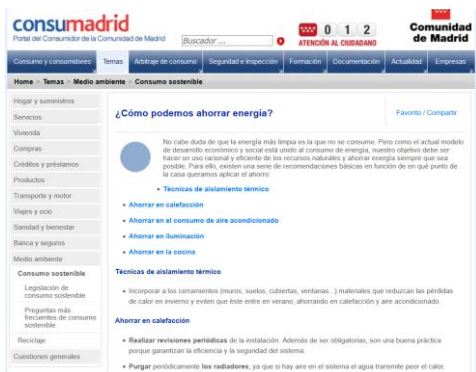 consumadrid
Portal del Consumidor de la Comunidad de Madrid
Buscador ...
0 1 2
ATENCIÓN AL CIUDADANO
Comunidad
de Madrid
Consumo y consumidores Temas Arbitraje de consumo Seguridad e Inspección Formación Documentación Actualidad Empresas
Home > Temas > Medio ambiente > Consumo sostenible
Hogar y suministros
Servicios
Vivienda
Compras
Créditos y préstamos
Productos
Transporte y motor
Viajes y ocio
Sanidad y bienestar
Banca y seguros
Medio ambiente
Consumo sostenible
Legislación de
consumo sostenible
Preguntas más
frecuentes de consumo
sostenible
Reciclaje
Cuestiones generales
¿Cómo podemos ahorrar energía?
Favorito / Compartir
No cabe duda de que la energía más limpia es la que no se consume. Pero como el actual modelo
de desarrollo económico y social está unido al consumo de energía, nuestro objetivo debe ser
hacer un uso racional y eficiente de los recursos naturales y ahorrar energía siempre que sea
posible. Para ello, existen una serie de recomendaciones básicas en función de en qué punto de
la casa queramos aplicar el ahorro:
• Técnicas de aislamiento térmico
• Ahorrar en calefacción
• Ahorrar en el consumo de aire acondicionado
• Ahorrar en iluminación
• Ahorrar en la cocina
Técnicas de aislamiento térmico
• Incorporar a los cerramientos (muros, suelos, cubiertas, ventanas...) materiales que reduzcan las pérdidas
de calor en invierno y eviten que éste entre en verano, ahorrando en calefacción y aire acondicionado.
Ahorrar en calefacción
• Realizar revisiones periódicas de la instalación. Además de ser obligatorias, son una buena práctica
porque garantizan la eficiencia y la seguridad del sistema.
• Purgar periódicamente los radiadores, ya que si hay aire en el sistema el agua transmite peor el calor.